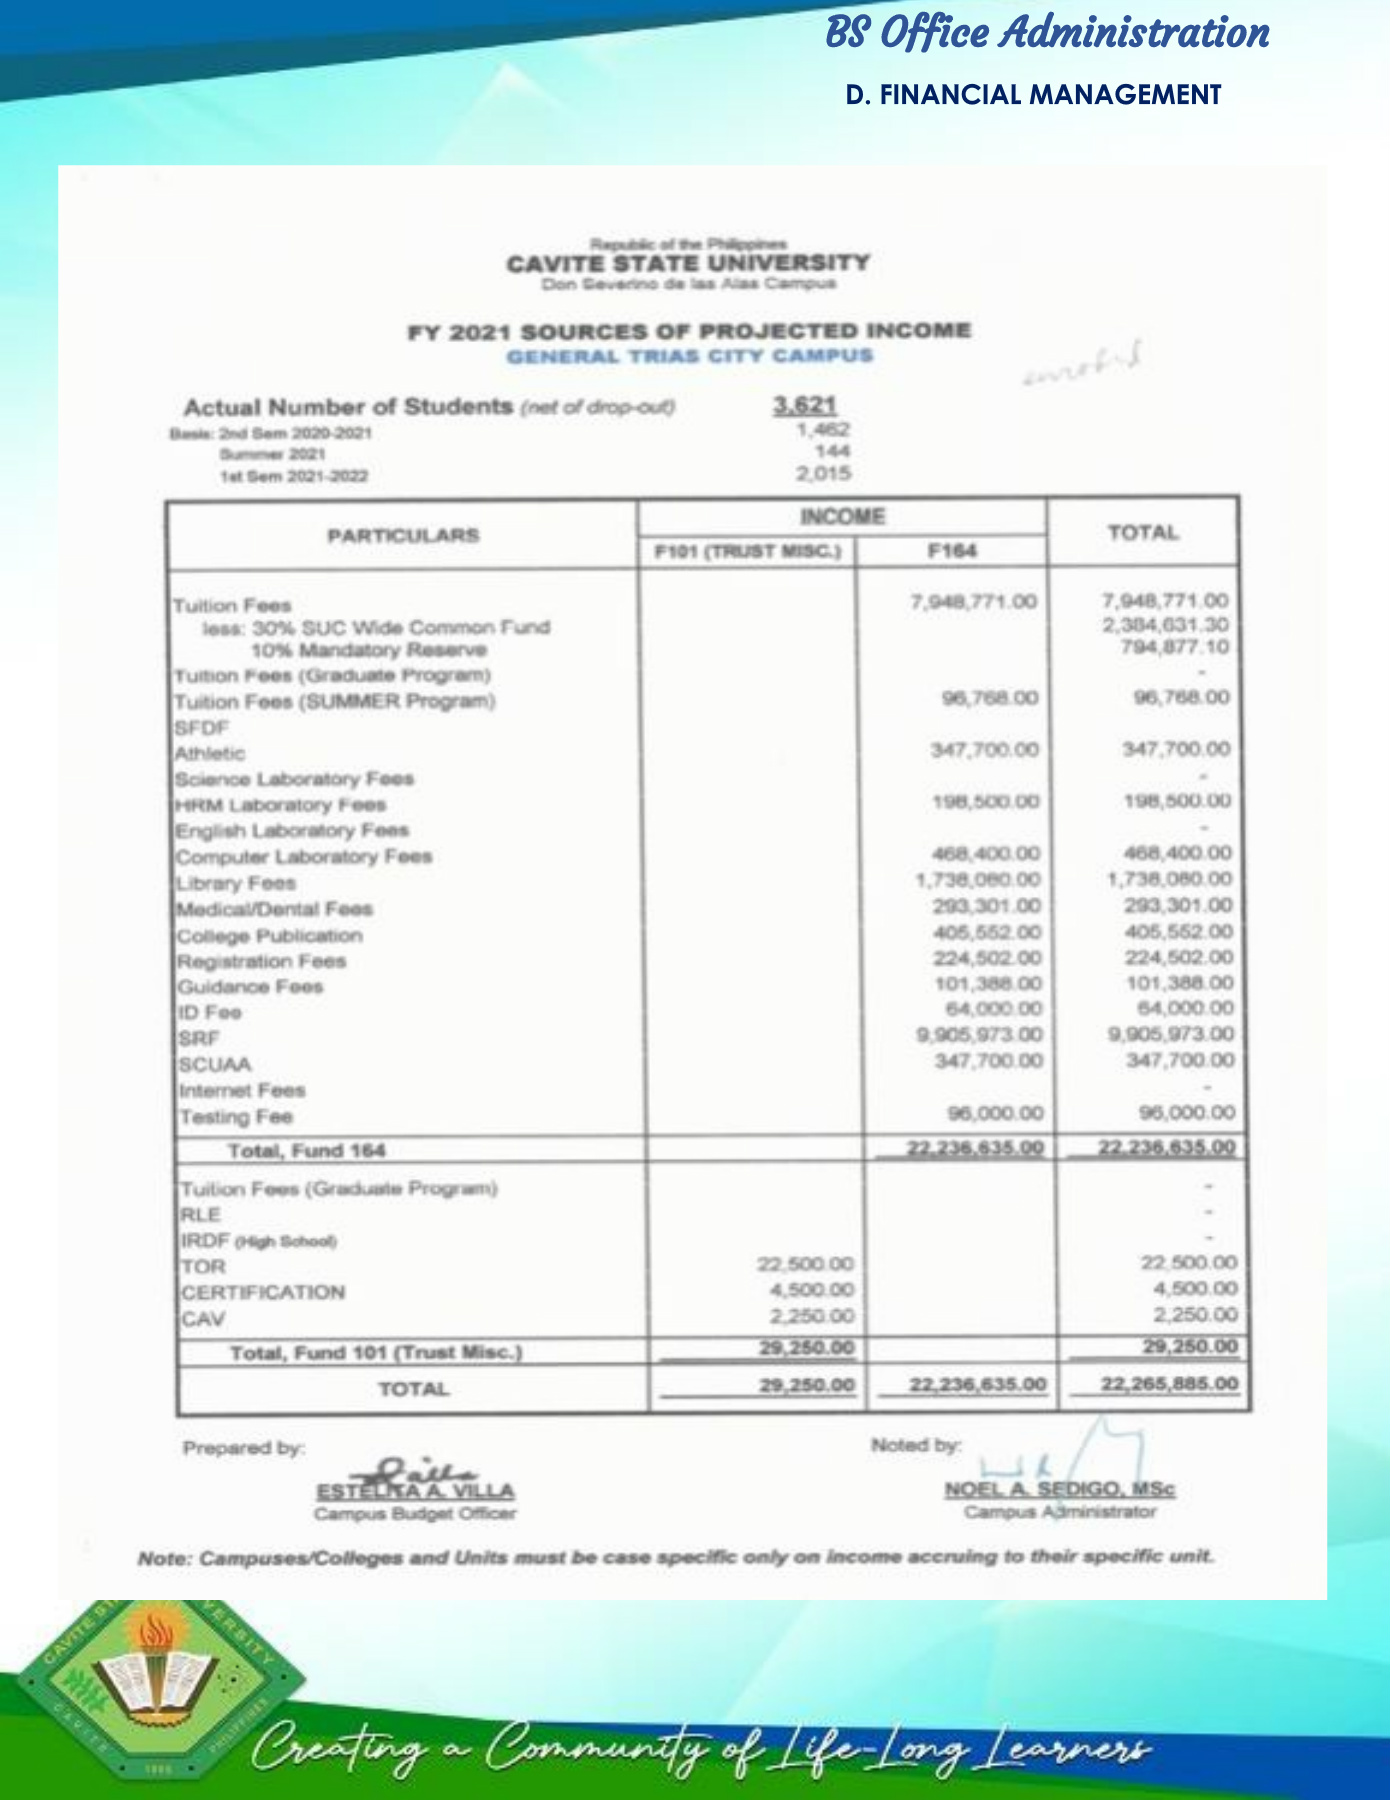 BS Office Administration
D. FINANCIAL MANAGEMENT
Republic of the Philippines
CAVITE STATE UNIVERSITY
Don Severino de las Alas Campus
FY 2021 SOURCES OF PROJECTED INCOME
GENERAL TRIAS CITY CAMPUS
enrolled
Actual Number of Students (net of drop-out) 3,621
Basis: 2nd Sem 2020-2021 1,462
Summer 2021 144
1st Sem 2021-2022 2,015
PARTICULARS INCOME TOTAL
F101 (TRUST MISC.) F164
Tuition Fees 7,948,771.00 7,948,771.00
less: 30% SUC Wide Common Fund 2,384,631.30
10% Mandatory Reserve 794,877.10
Tuition Fees (Graduate Program) -
Tuition Fees (SUMMER Program) 96,768.00 96,768.00
SFDF
Athletic 347,700.00 347,700.00
Science Laboratory Fees -
HRM Laboratory Fees 198,500.00 198,500.00
English Laboratory Fees -
Computer Laboratory Fees 468,400.00 468,400.00
Library Fees 1,738,080.00 1,738,080.00
Medical/Dental Fees 293,301.00 293,301.00
College Publication 405,552.00 405,552.00
Registration Fees 224,502.00 224,502.00
Guidance Fees 101,388.00 101,388.00
ID Fee 64,000.00 64,000.00
SRF 9,905,973.00 9,905,973.00
SCUAA 347,700.00 347,700.00
Internet Fees -
Testing Fee 96,000.00 96,000.00
Total, Fund 164 22,236,635.00 22,236,635.00
Tuition Fees (Graduate Program) -
RLE -
IRDF (High School) -
TOR 22,500.00 22,500.00
CERTIFICATION 4,500.00 4,500.00
CAV 2,250.00 2,250.00
Total, Fund 101 (Trust Misc.) 29,250.00 29,250.00
TOTAL 29,250.00 22,236,635.00 22,265,885.00
Prepared by: Noted by:
ESTELITA A. VILLA NOEL A. SEDIGO, MSc
Campus Budget Officer Campus Administrator
Note: Campuses/Colleges and Units must be case specific only on income accruing to their specific unit.
CAVITE PHILIPPINES
1906
Creating a Community of Life-Long Learners